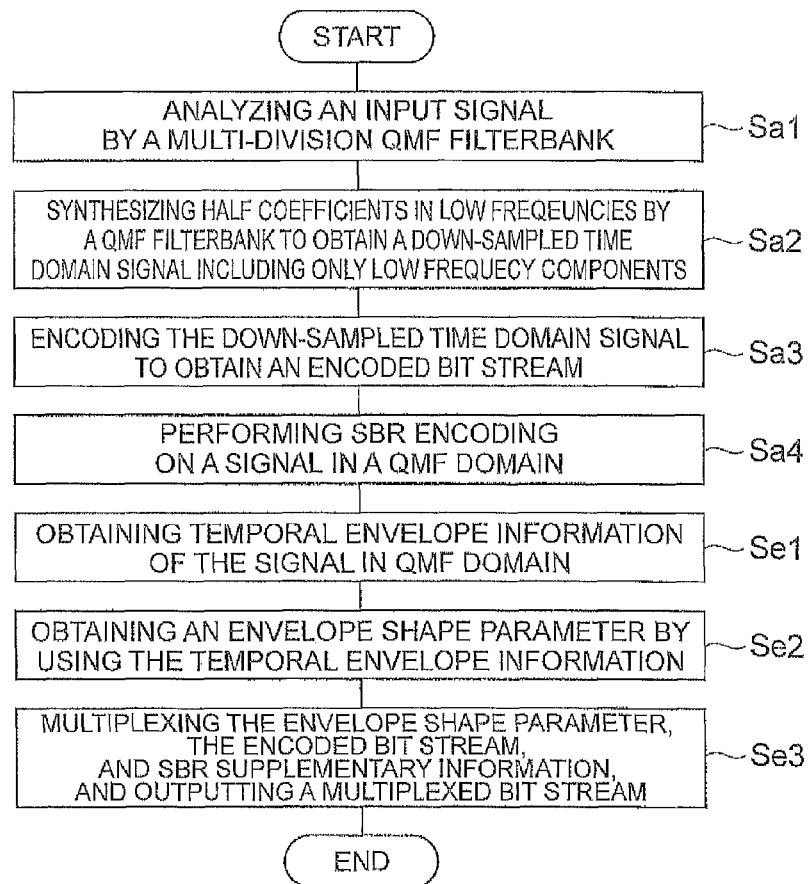 START
ANALYZING AN INPUT SIGNAL
BY A MULTI-DIVISION QMF FILTERBANK
Sa1
SYNTHESIZING HALF COEFFICIENTS IN LOW FREQEUNCIES BY
A QMF FILTERBANK TO OBTAIN A DOWN-SAMPLED TIME
DOMAIN SIGNAL INCLUDING ONLY LOW FREQUECY COMPONENTS
Sa2
ENCODING THE DOWN-SAMPLED TIME DOMAIN SIGNAL
TO OBTAIN AN ENCODED BIT STREAM
Sa3
PERFORMING SBR ENCODING
ON A SIGNAL IN A QMF DOMAIN
Sa4
OBTAINING TEMPORAL ENVELOPE INFORMATION
OF THE SIGNAL IN QMF DOMAIN
Se1
OBTAINING AN ENVELOPE SHAPE PARAMETER BY
USING THE TEMPORAL ENVELOPE INFORMATION
Se2
MULTIPLEXING THE ENVELOPE SHAPE PARAMETER,
THE ENCODED BIT STREAM,
AND SBR SUPPLEMENTARY INFORMATION,
AND OUTPUTTING A MULTIPLEXED BIT STREAM
Se3
END